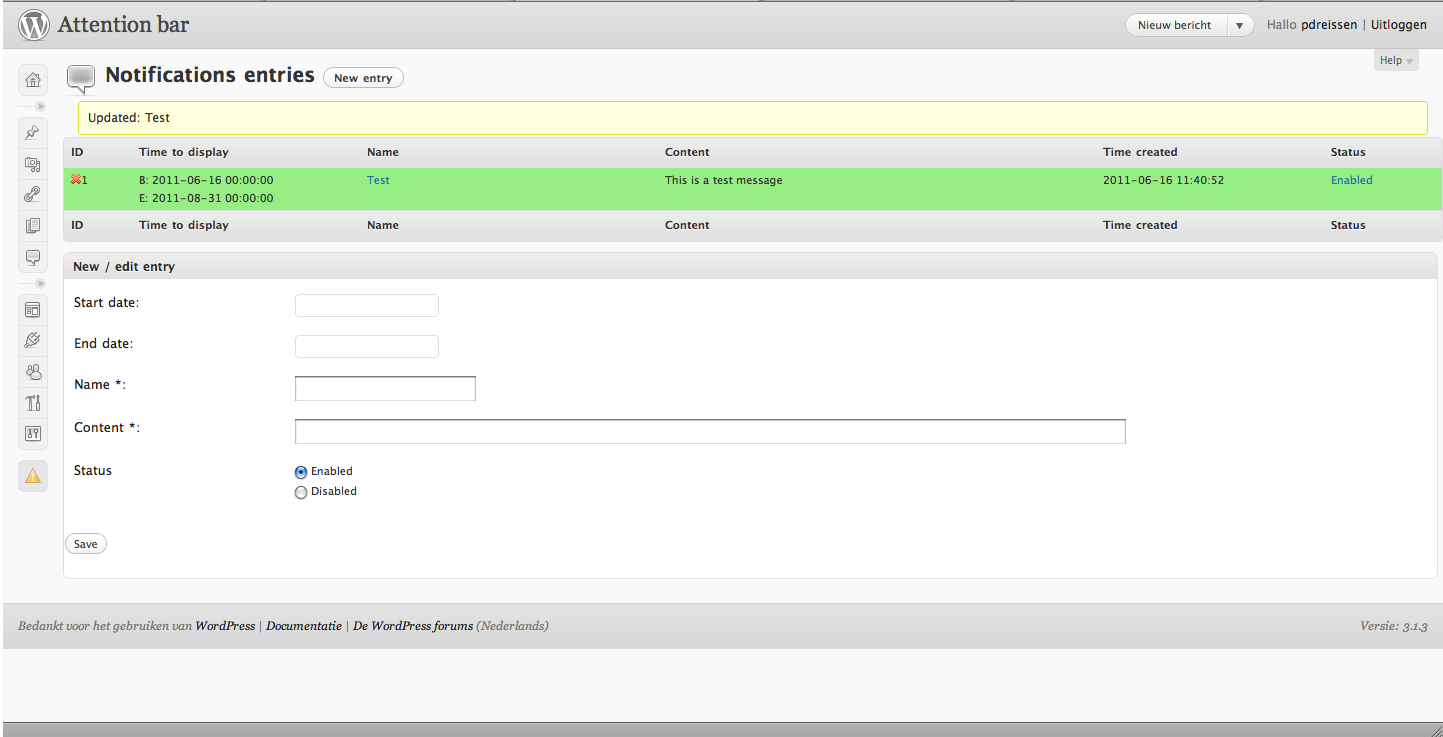 Attention bar
Nieuw bericht ▼ Hallo pdreissen | Uitloggen
Help ▼
Notifications entries New entry
Updated: Test
ID Time to display Name Content Time created Status
1 B: 2011-06-16 00:00:00 Test This is a test message 2011-06-16 11:40:52 Enabled
E: 2011-08-31 00:00:00
ID Time to display Name Content Time created Status
New / edit entry
Start date:
End date:
Name *:
Content *:
Status
Enabled
Disabled
Save
Bedankt voor het gebruiken van WordPress | Documentatie | De WordPress forums (Nederlands) Versie: 3.1.3